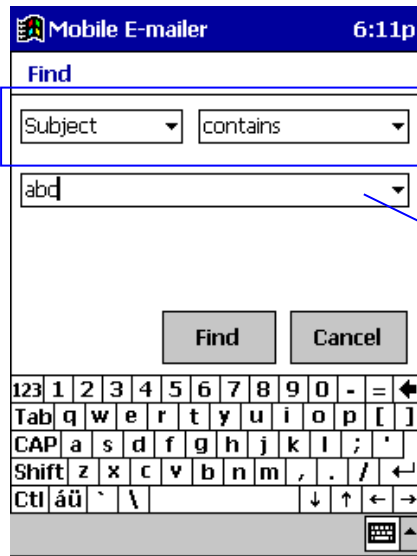 Mobile E-mailer 6:11p
Find
Subject contains
abc
Find Cancel
123 1 2 3 4 5 6 7 8 9 0 - =
Tab q w e r t y u i o p [ ]
CAP a s d f g h j k l ; '
Shift z x c v b n m , . /
Ctl áü ` \